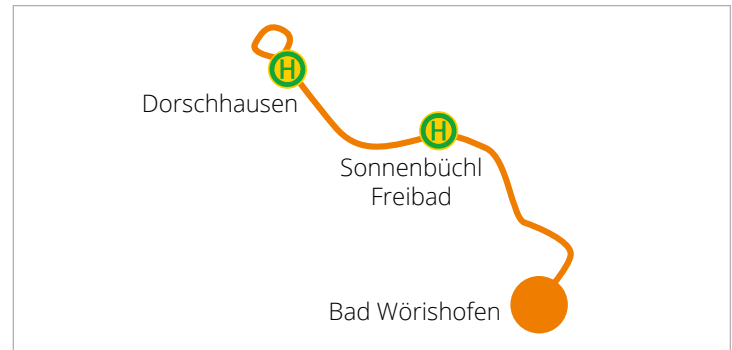 H
Dorschhausen
H
Sonnenbüchl
Freibad
Bad Wörishofen